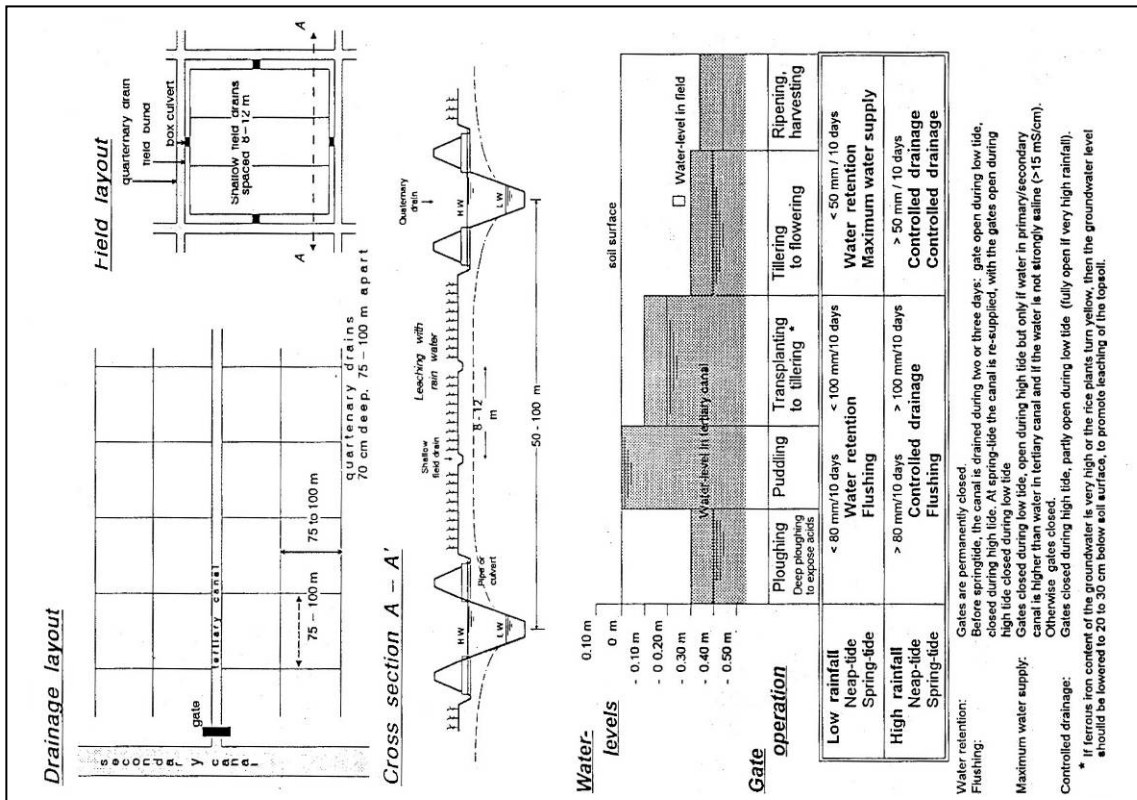 Drainage layout
secondary canal
gate
tertiary canal
75 – 100 m
75 to 100 m
quartenary drains
70 cm deep, 75 – 100 m apart
Field layout
quarternary drain
field bund
box culvert
Shallow field drains
spaced 8-12 m
A
A
Cross section A – A'
HW
LW
Pipe or
culvert
Shallow
field drain
Leaching with
rain water
8 - 12
m
Quaternary
drain
HW
LW
50 - 100 m
Water-
levels
0.10 m
0 m
- 0.10 m
- 0.20 m
- 0.30 m
- 0.40 m
- 0.50 m
soil surface
Water-level in field
Water-level in tertiary canal
Gate
operation
Ploughing
Deep ploughing
to expose acids
Puddling
Transplanting
to tillering *
Tillering
to flowering
Ripening,
harvesting
Low rainfall
Neap-tide
Spring-tide
< 80 mm/10 days
< 100 mm/10 days
Water retention
Flushing
< 50 mm / 10 days
Water retention
Maximum water supply
High rainfall
Neap-tide
Spring-tide
> 80 mm/10 days
> 100 mm/10 days
Controlled drainage
Flushing
> 50 mm / 10 days
Controlled drainage
Controlled drainage
Water retention: Gates are permanently closed.
Flushing: Before springtide, the canal is drained during two or three days: gate open during low tide,
closed during high tide. At spring-tide the canal is re-supplied, with the gates open during
high tide closed during low tide
Maximum water supply: Gates closed during low tide, open during high tide but only if water in primary/secondary
canal is higher than water in tertiary canal and if the water is not strongly saline (>15 mS/cm).
Otherwise gates closed.
Controlled drainage: Gates closed during high tide, partly open during low tide (fully open if very high rainfall).
* If ferrous iron content of the groundwater is very high or the rice plants turn yellow, then the groundwater level
should be lowered to 20 to 30 cm below soil surface, to promote leaching of the topsoil.